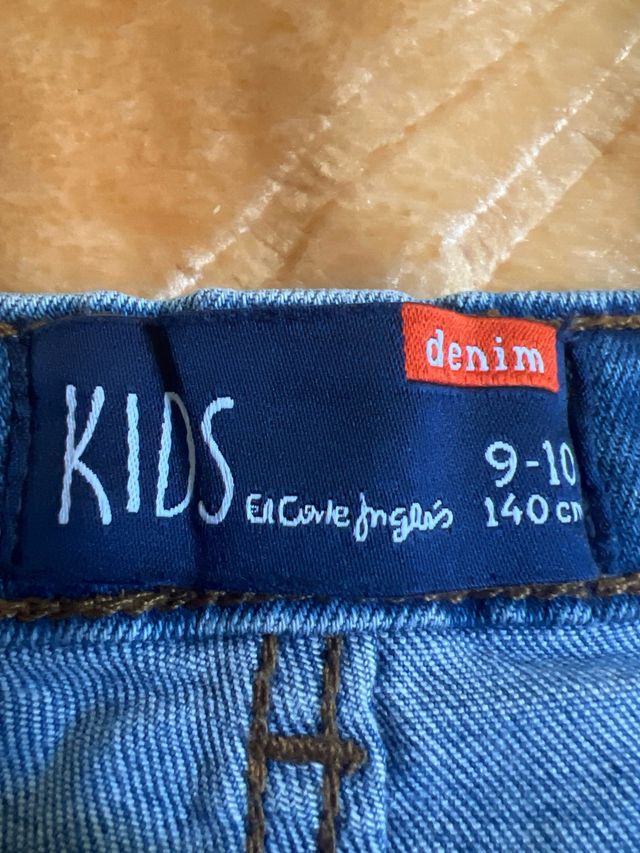 denim
KIDS El Corte Inglés
9-10
140 cm